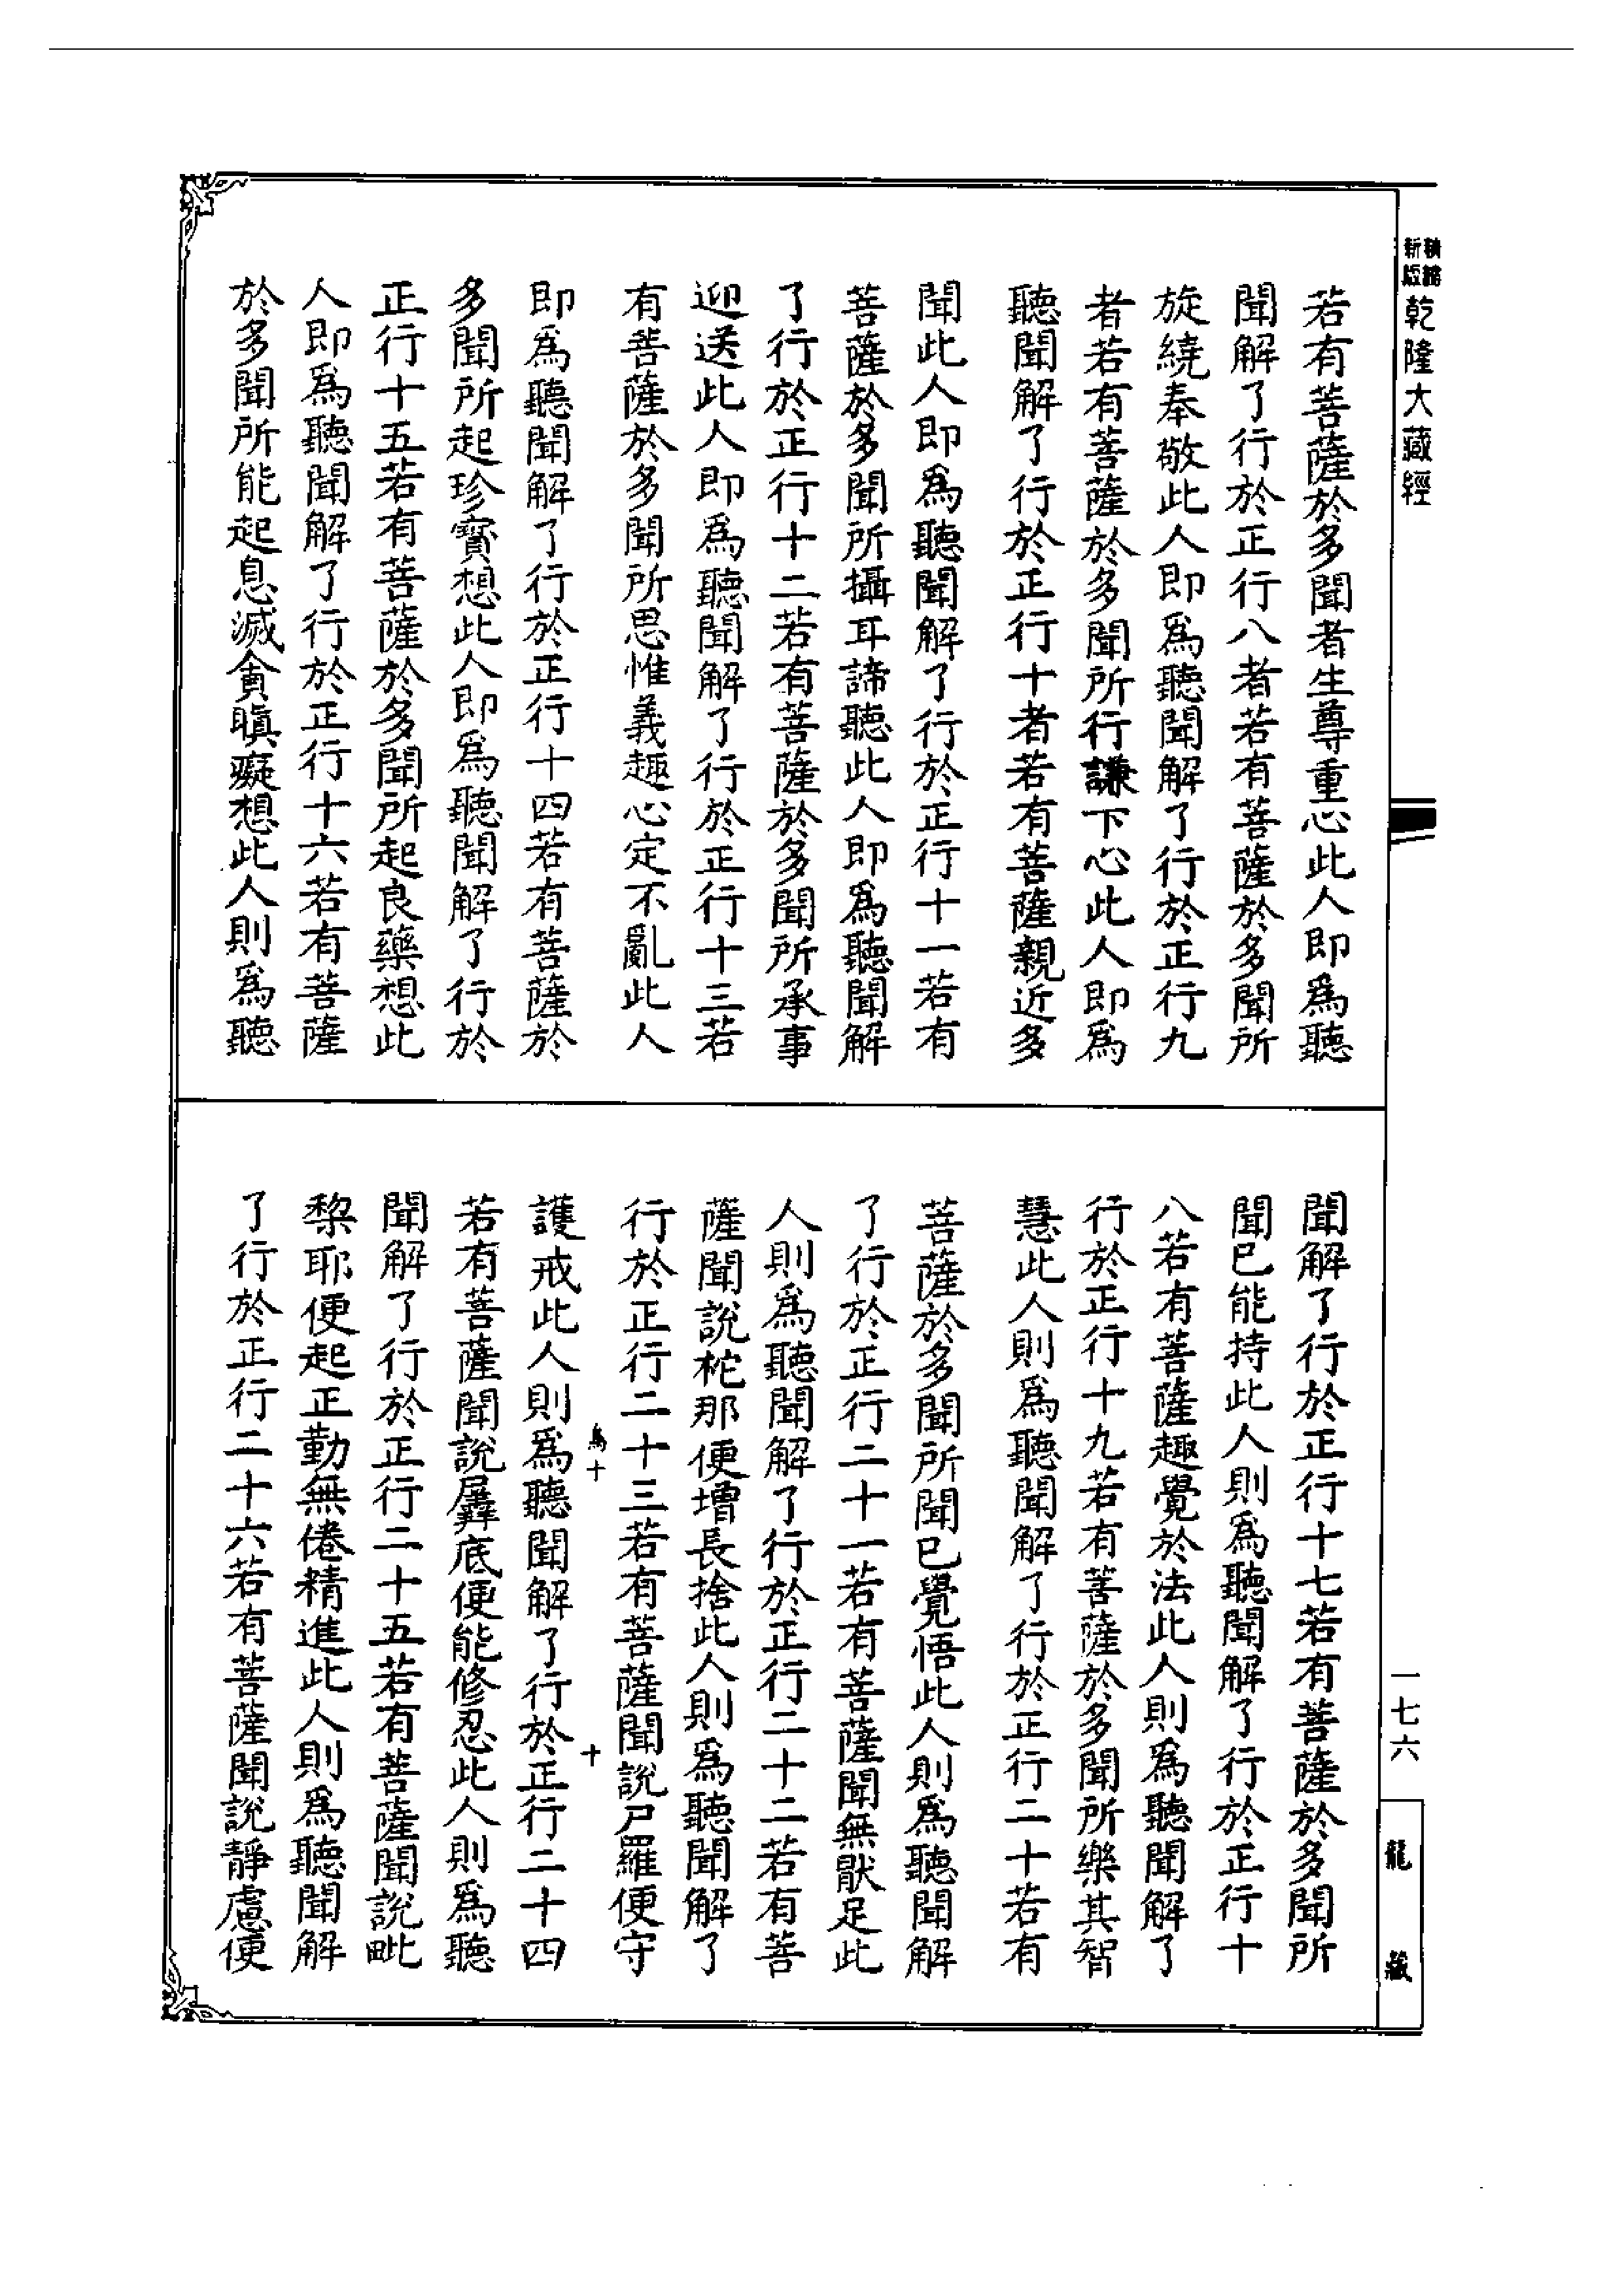 新版
乾隆大藏經
若有菩薩於多聞者生尊重心此人即爲聽
聞解了行於正行八者若有菩薩於多聞所
旋繞奉敬此人即爲聽聞解了行於正行九
者若有菩薩於多聞所行謙下心此人即爲
聽聞解了行於正行十者若有菩薩親近多
聞此人即爲聽聞解了行於正行十一若有
菩薩於多聞所攝耳諦聽此人即爲聽聞解
了行於正行十二若有菩薩於多聞所承事
迎送此人即爲聽聞解了行於正行十三若
有菩薩於多聞所思惟義趣心定不亂此人
即爲聽聞解了行於正行十四若有菩薩於
多聞所起珍寶想此人即爲聽聞解了行於
正行十五若有菩薩於多聞所起良藥想此
人即爲聽聞解了行於正行十六若有菩薩
於多聞所能起息滅貪瞋癡想此人則爲聽
聞解了行於正行十七若有菩薩於多聞所
聞已能持此人則爲聽聞解了行於正行十
八若有菩薩趣覺於法此人則爲聽聞解了
行於正行十九若有菩薩於多聞所樂其智
慧此人則爲聽聞解了行於正行二十若有
菩薩於多聞所聞已覺悟此人則爲聽聞解
了行於正行二十一若有菩薩聞無猒足此
人則爲聽聞解了行於正行二十二若有菩
薩聞說柁那便增長捨此人則爲聽聞解了
行於正行二十三若有菩薩聞說尸羅便守
鳥十
十
護戒此人則爲聽聞解了行於正行二十四
若有菩薩聞說羼底便能修忍此人則爲聽
聞解了行於正行二十五若有菩薩聞說毗
棃耶便起正勤無倦精進此人則爲聽聞解
了行於正行二十六若有菩薩聞說靜慮便
一七六
龍藏